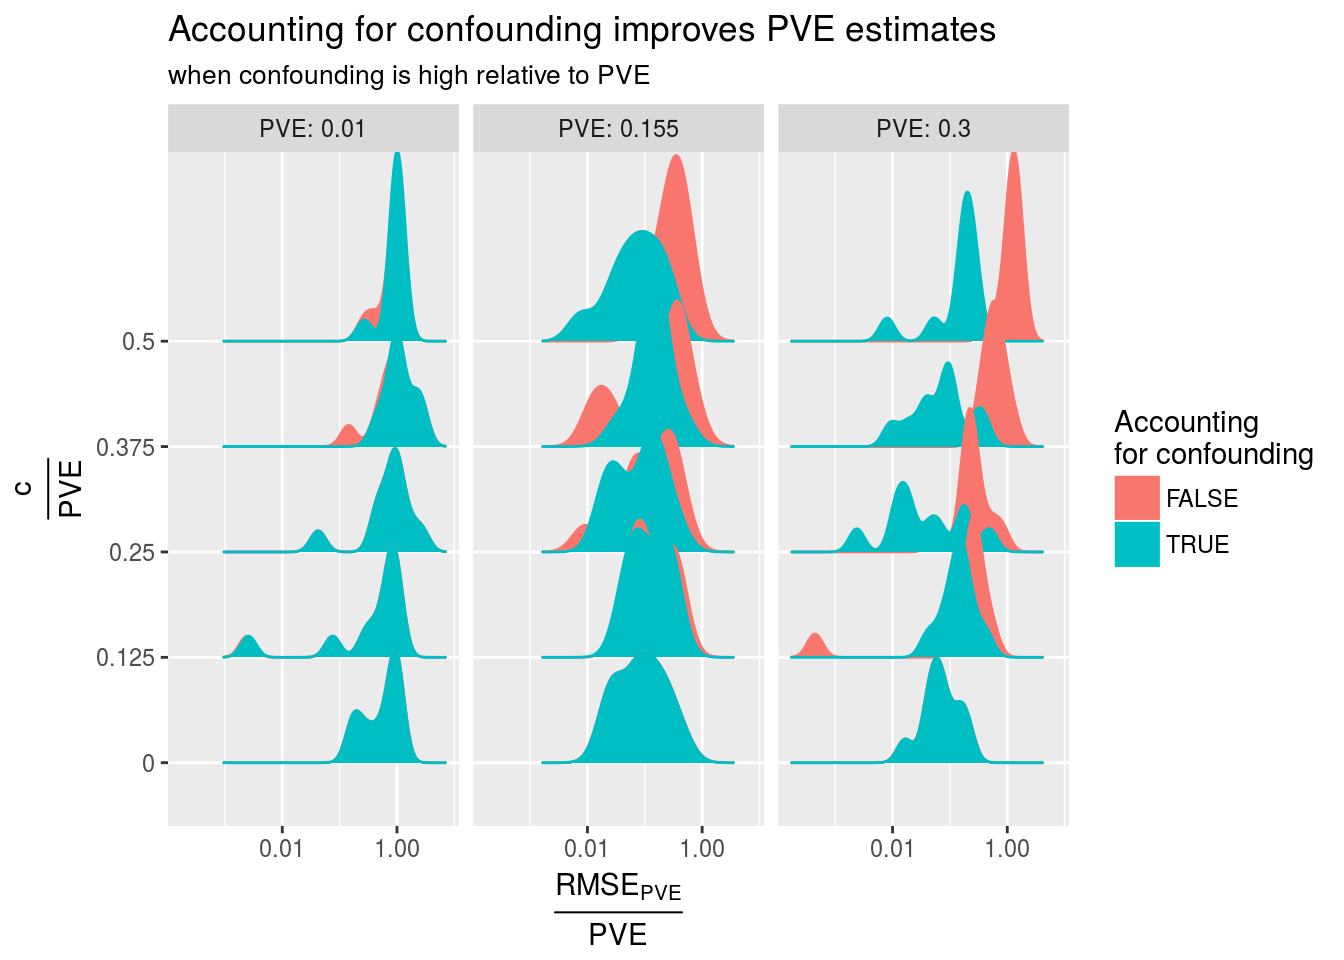 Accounting for confounding improves PVE estimates
when confounding is high relative to PVE
PVE: 0.01
PVE: 0.155
PVE: 0.3
0.5
0.375
0.25
0.125
0
c
PVE
0.01
1.00
0.01
1.00
0.01
1.00
RMSE_PVE
PVE
Accounting
for confounding
FALSE
TRUE